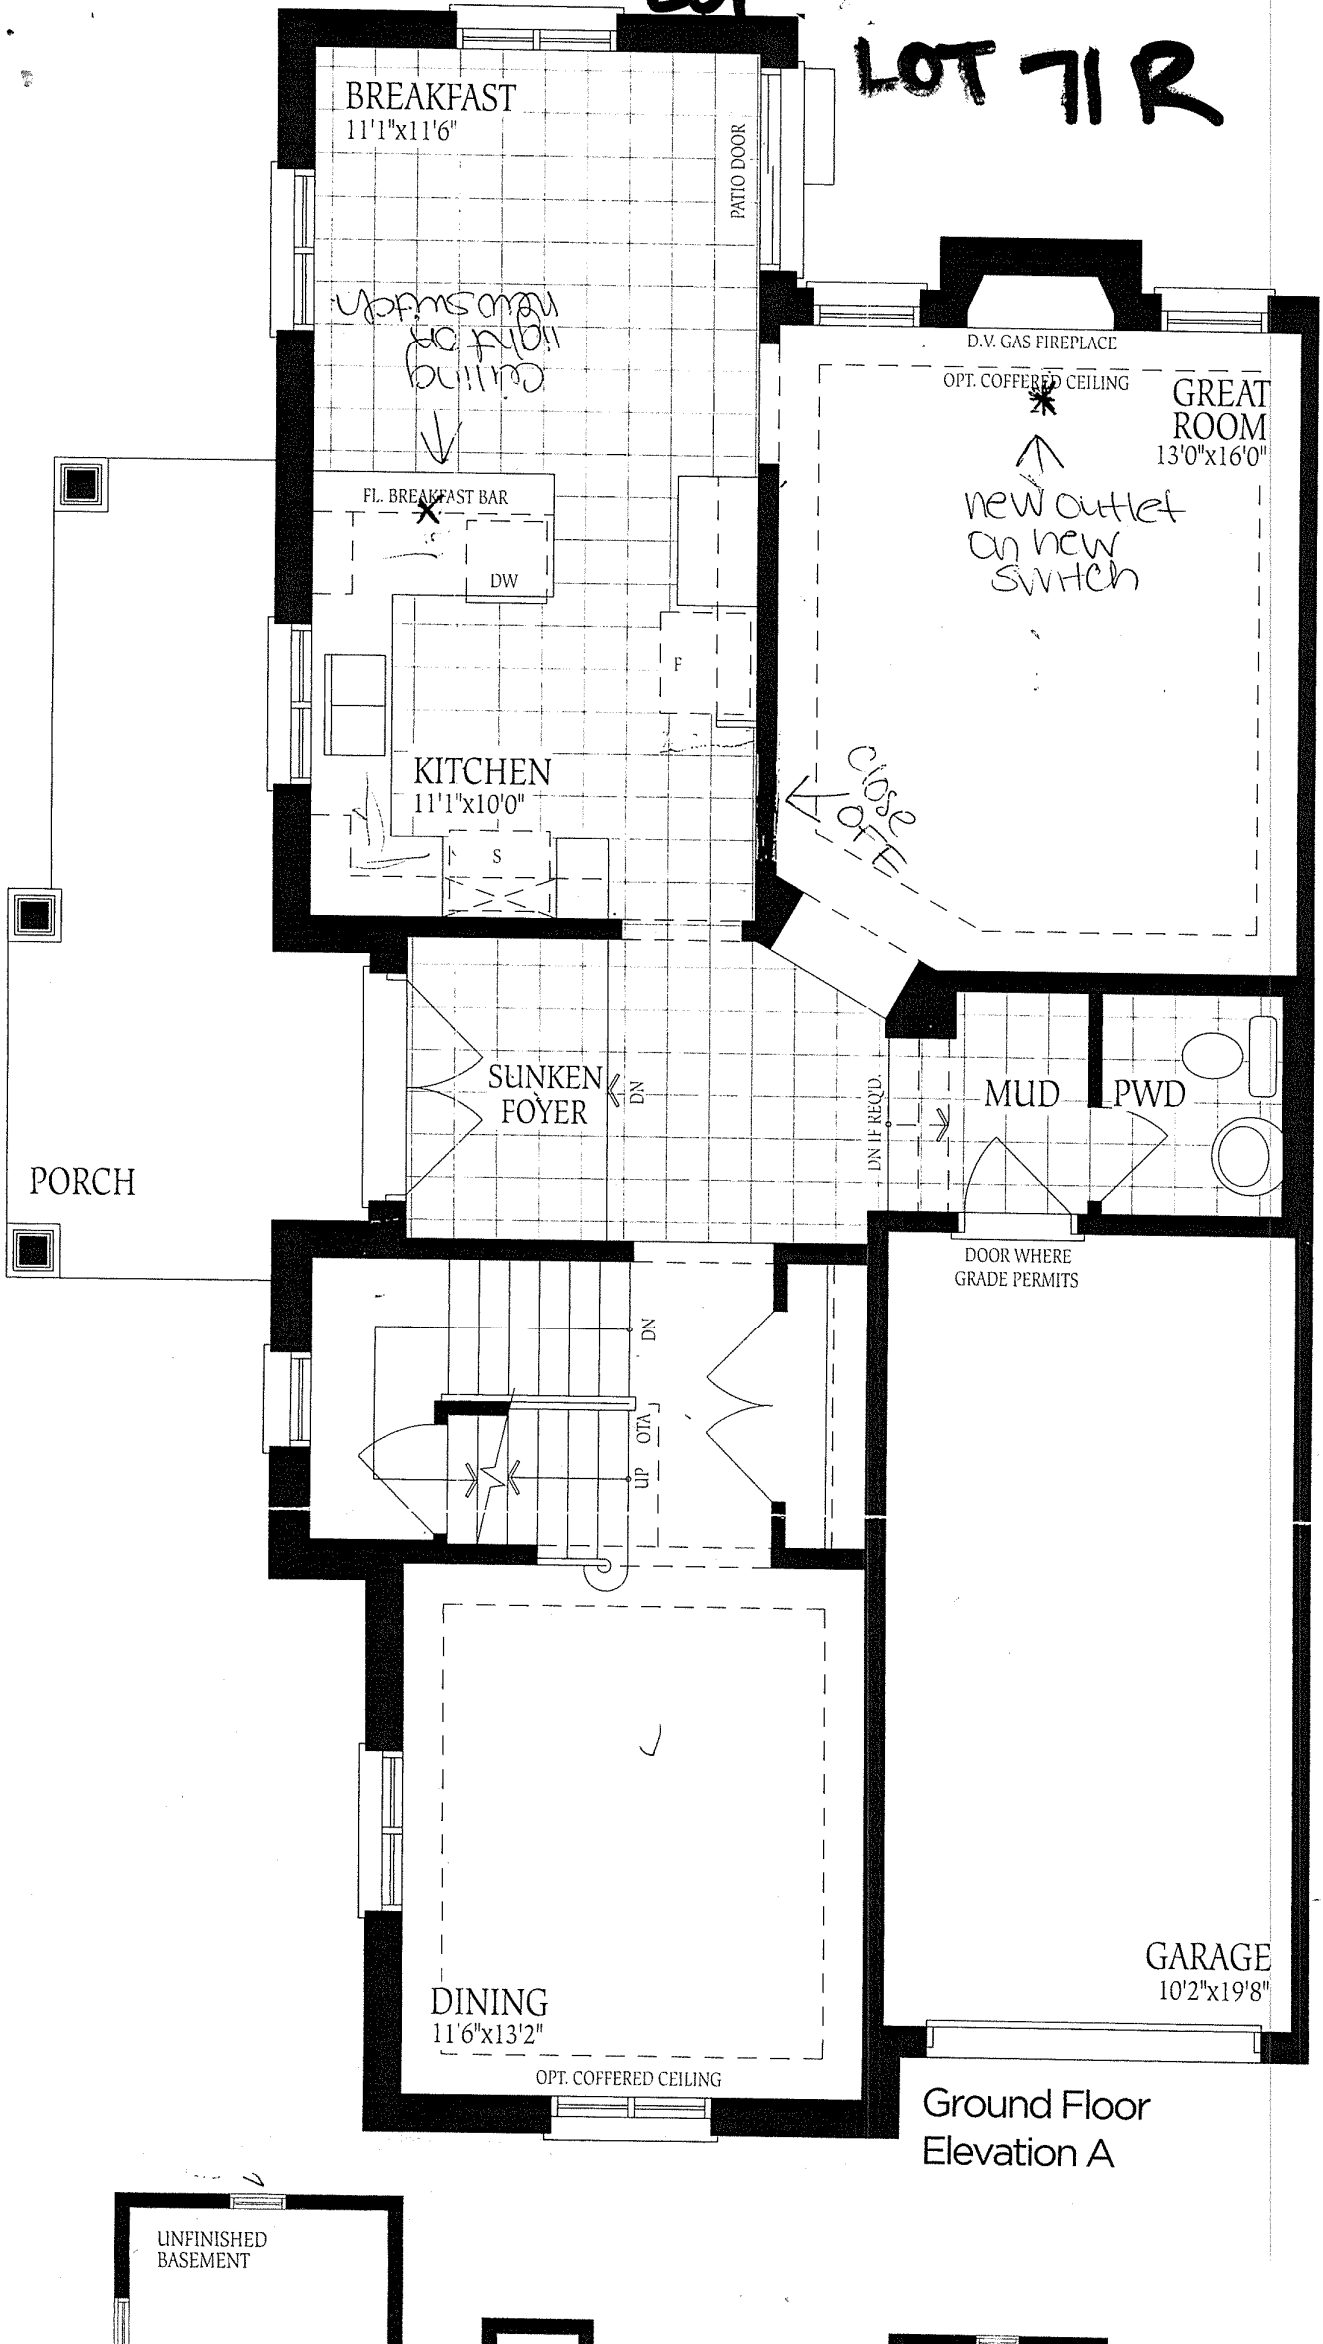 LOT 71 R
BREAKFAST
11'1"x11'6"
PATIO DOOR
ceiling
light on
new switch
D.V. GAS FIREPLACE
OPT. COFFERED CEILING
GREAT
ROOM
13'0"x16'0"
new outlet
on new
switch
FL. BREAKFAST BAR
DW
F
close
OFF
KITCHEN
11'1"x10'0"
S
SUNKEN
FOYER
DN
DN IF REQ'D.
MUD
PWD
PORCH
DOOR WHERE
GRADE PERMITS
DN
OTA
UP
GARAGE
10'2"x19'8"
DINING
11'6"x13'2"
OPT. COFFERED CEILING
Ground Floor
Elevation A
UNFINISHED
BASEMENT